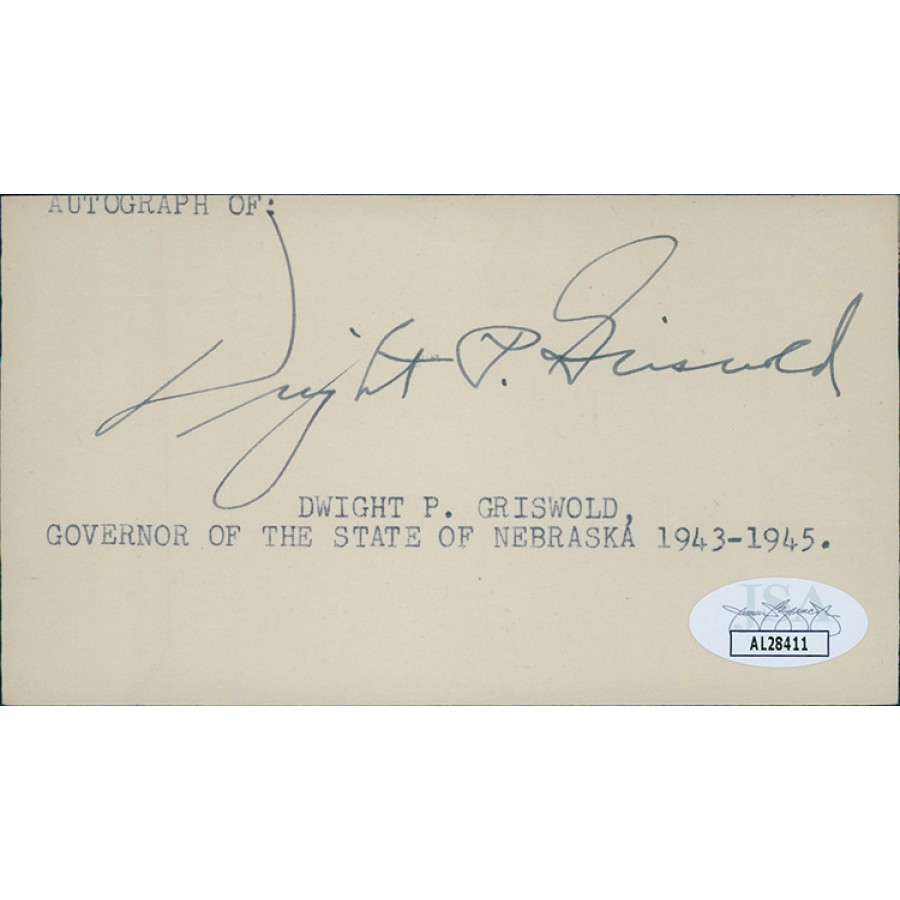 AUTOGRAPH OF:
Dwight P. Griswold
DWIGHT P. GRISWOLD,
GOVERNOR OF THE STATE OF NEBRASKA 1943-1945.
JSA
AL28411